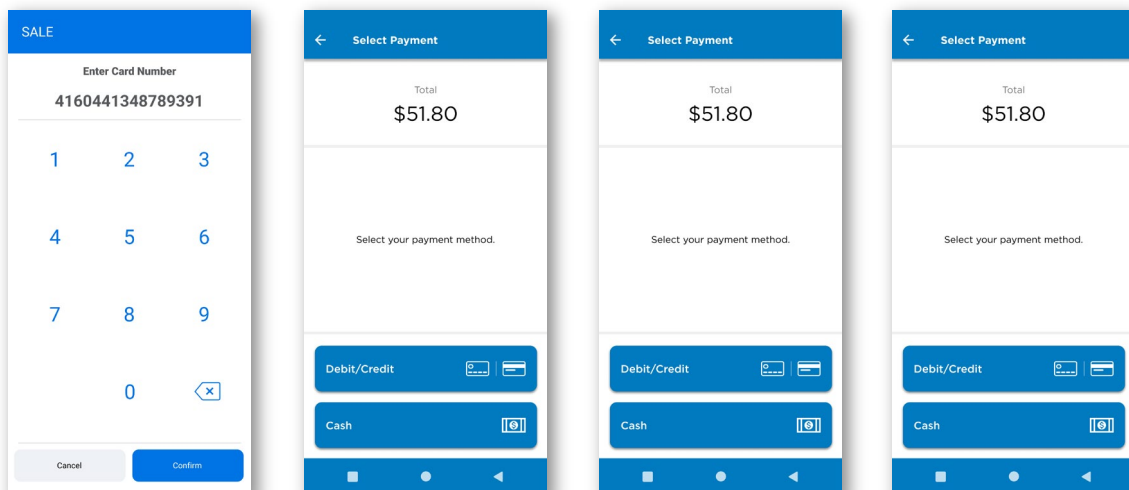 SALE
Enter Card Number
4160441348789391
1 2 3
4 5 6
7 8 9
0
Cancel Confirm
Select Payment
Total
$51.80
Select your payment method.
Debit/Credit
Cash
Select Payment
Total
$51.80
Select your payment method.
Debit/Credit
Cash
Select Payment
Total
$51.80
Select your payment method.
Debit/Credit
Cash